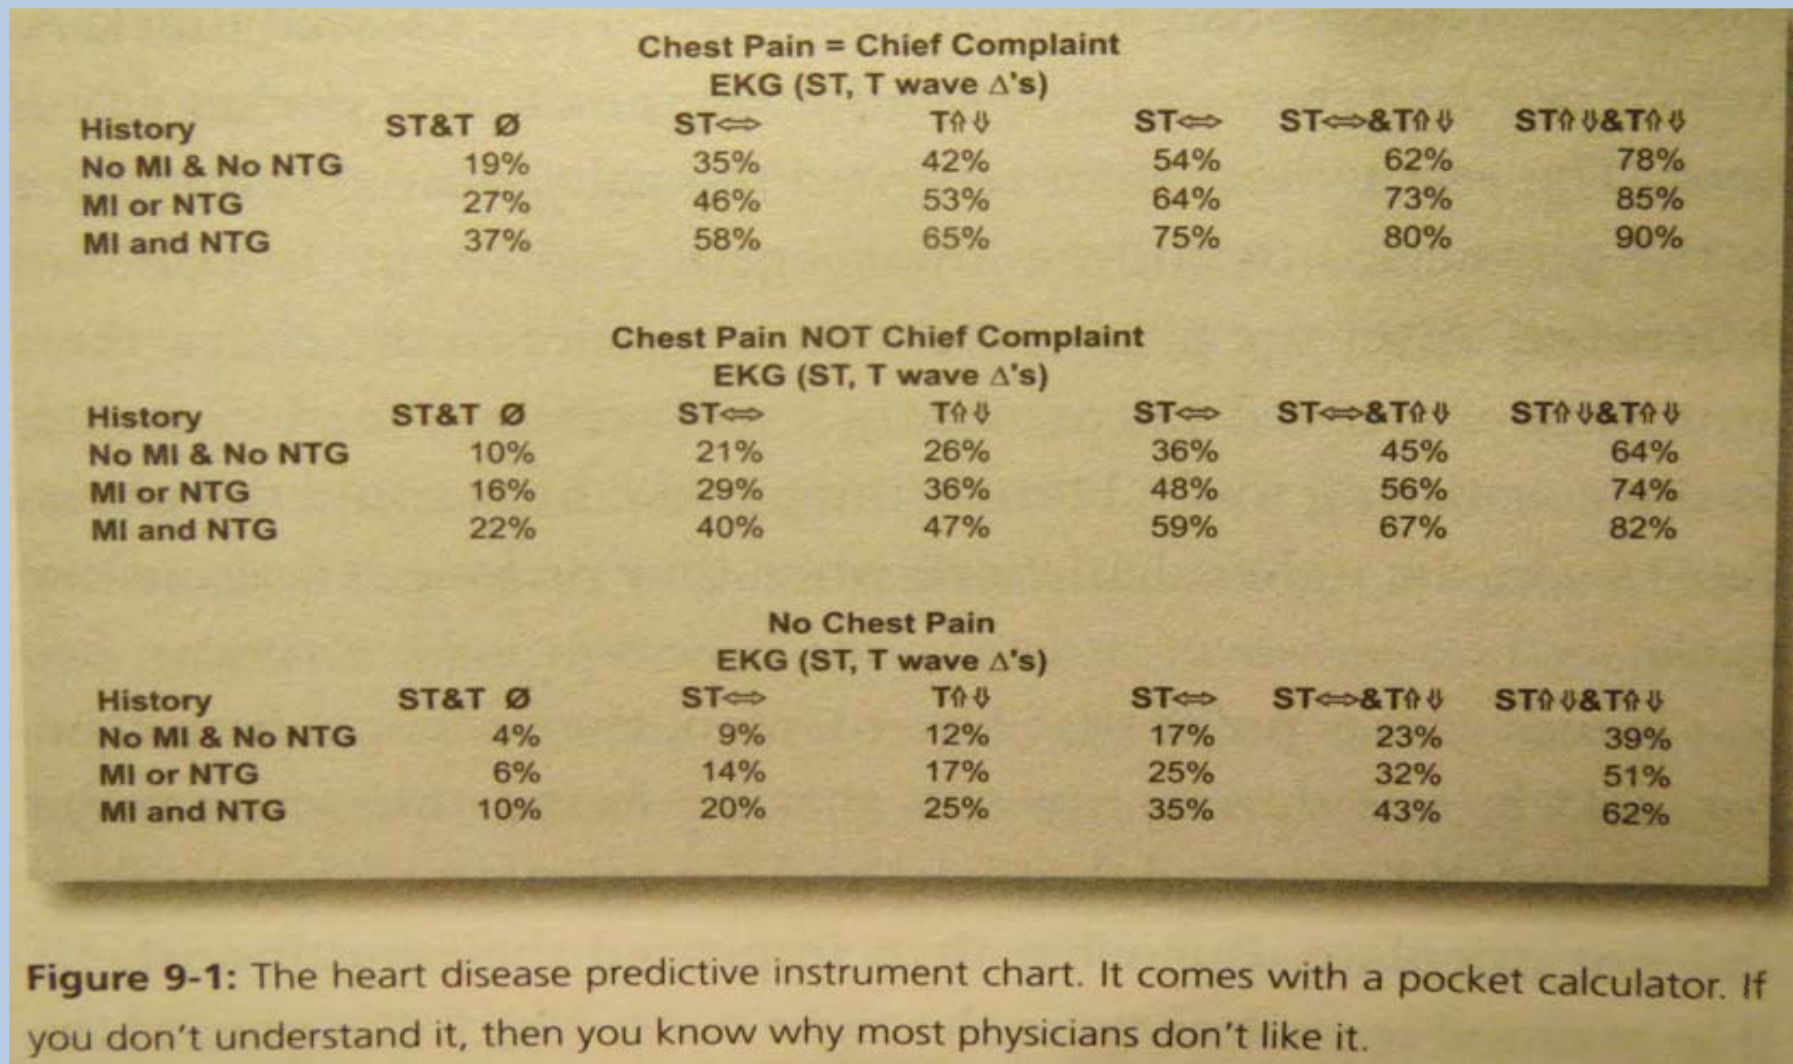 Chest Pain = Chief Complaint
EKG (ST, T wave Δ's)
History ST&T Ø ST⇔ T⇑⇓ ST⇔ ST⇔&T⇑⇓ ST⇑⇓&T⇑⇓
No MI & No NTG 19% 35% 42% 54% 62% 78%
MI or NTG 27% 46% 53% 64% 73% 85%
MI and NTG 37% 58% 65% 75% 80% 90%
Chest Pain NOT Chief Complaint
EKG (ST, T wave Δ's)
History ST&T Ø ST⇔ T⇑⇓ ST⇔ ST⇔&T⇑⇓ ST⇑⇓&T⇑⇓
No MI & No NTG 10% 21% 26% 36% 45% 64%
MI or NTG 16% 29% 36% 48% 56% 74%
MI and NTG 22% 40% 47% 59% 67% 82%
No Chest Pain
EKG (ST, T wave Δ's)
History ST&T Ø ST⇔ T⇑⇓ ST⇔ ST⇔&T⇑⇓ ST⇑⇓&T⇑⇓
No MI & No NTG 4% 9% 12% 17% 23% 39%
MI or NTG 6% 14% 17% 25% 32% 51%
MI and NTG 10% 20% 25% 35% 43% 62%
Figure 9-1: The heart disease predictive instrument chart. It comes with a pocket calculator. If
you don't understand it, then you know why most physicians don't like it.